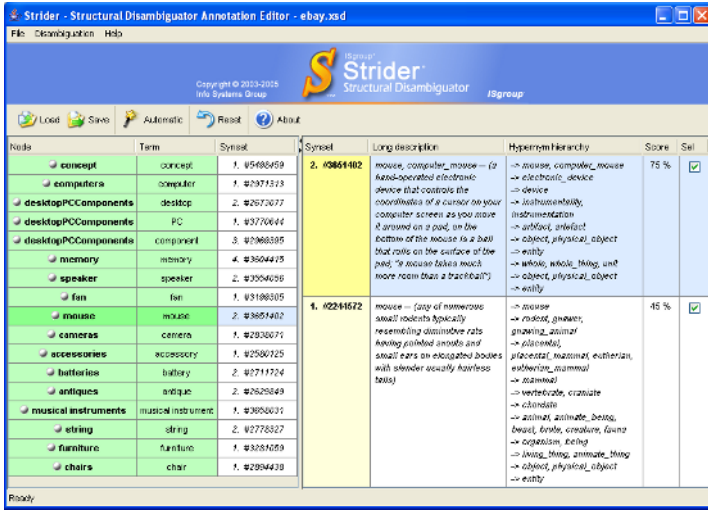 Strider - Structural Disambiguator Annotation Editor - ebay.xsd
File Disambiguation Help
ISgroup
Strider
Structural Disambiguator
Copyright © 2003-2005
Info Systems Group
ISgroup
Load Save Automatic Reset About
Node Term Synset
concept concept 1. #5498459
computers computer 1. #2971313
desktopPCComponents desktop 2. #2673077
desktopPCComponents PC 1. #3770644
desktopPCComponents component 3.
memory memory 4. #3604415
speaker speaker 2.
fan fan 1.
mouse mouse 2. #3651402
cameras camera 2.
accessories accessory 1. #2580125
batteries battery 2. #2711724
antiques antique 2. #2629849
musical instruments musical instrument 1.
string string 2. #2778327
furniture furniture 1. #3281059
chairs chair 1. #2894438
Synset Long description Hypernym hierarchy Score Sel
2. #3651402
mouse, computer_mouse -- (a
hand-operated electronic
device that controls the
coordinates of a cursor on your
computer screen as you move
it around on a pad; on the
bottom of the mouse is a ball
that rolls on the surface of the
pad; "a mouse takes much
more room than a trackball")
-> mouse, computer_mouse
-> electronic_device
-> device
-> instrumentality,
instrumentation
-> artifact, artefact
-> object, physical_object
-> entity
-> whole, whole_thing, unit
-> object, physical_object
-> entity
75 %
1. #2244572
mouse -- (any of numerous
small rodents typically
resembling diminutive rats
having pointed snouts and
small ears on elongated bodies
with slender usually hairless
tails)
-> mouse
-> rodent, gnawer,
gnawing_animal
-> placental,
placental_mammal, eutherian,
eutherian_mammal
-> mammal
-> vertebrate, craniate
-> chordate
-> animal, animate_being,
beast, brute, creature, fauna
-> organism, being
-> living_thing, animate_thing
-> object, physical_object
-> entity
45 %
Ready